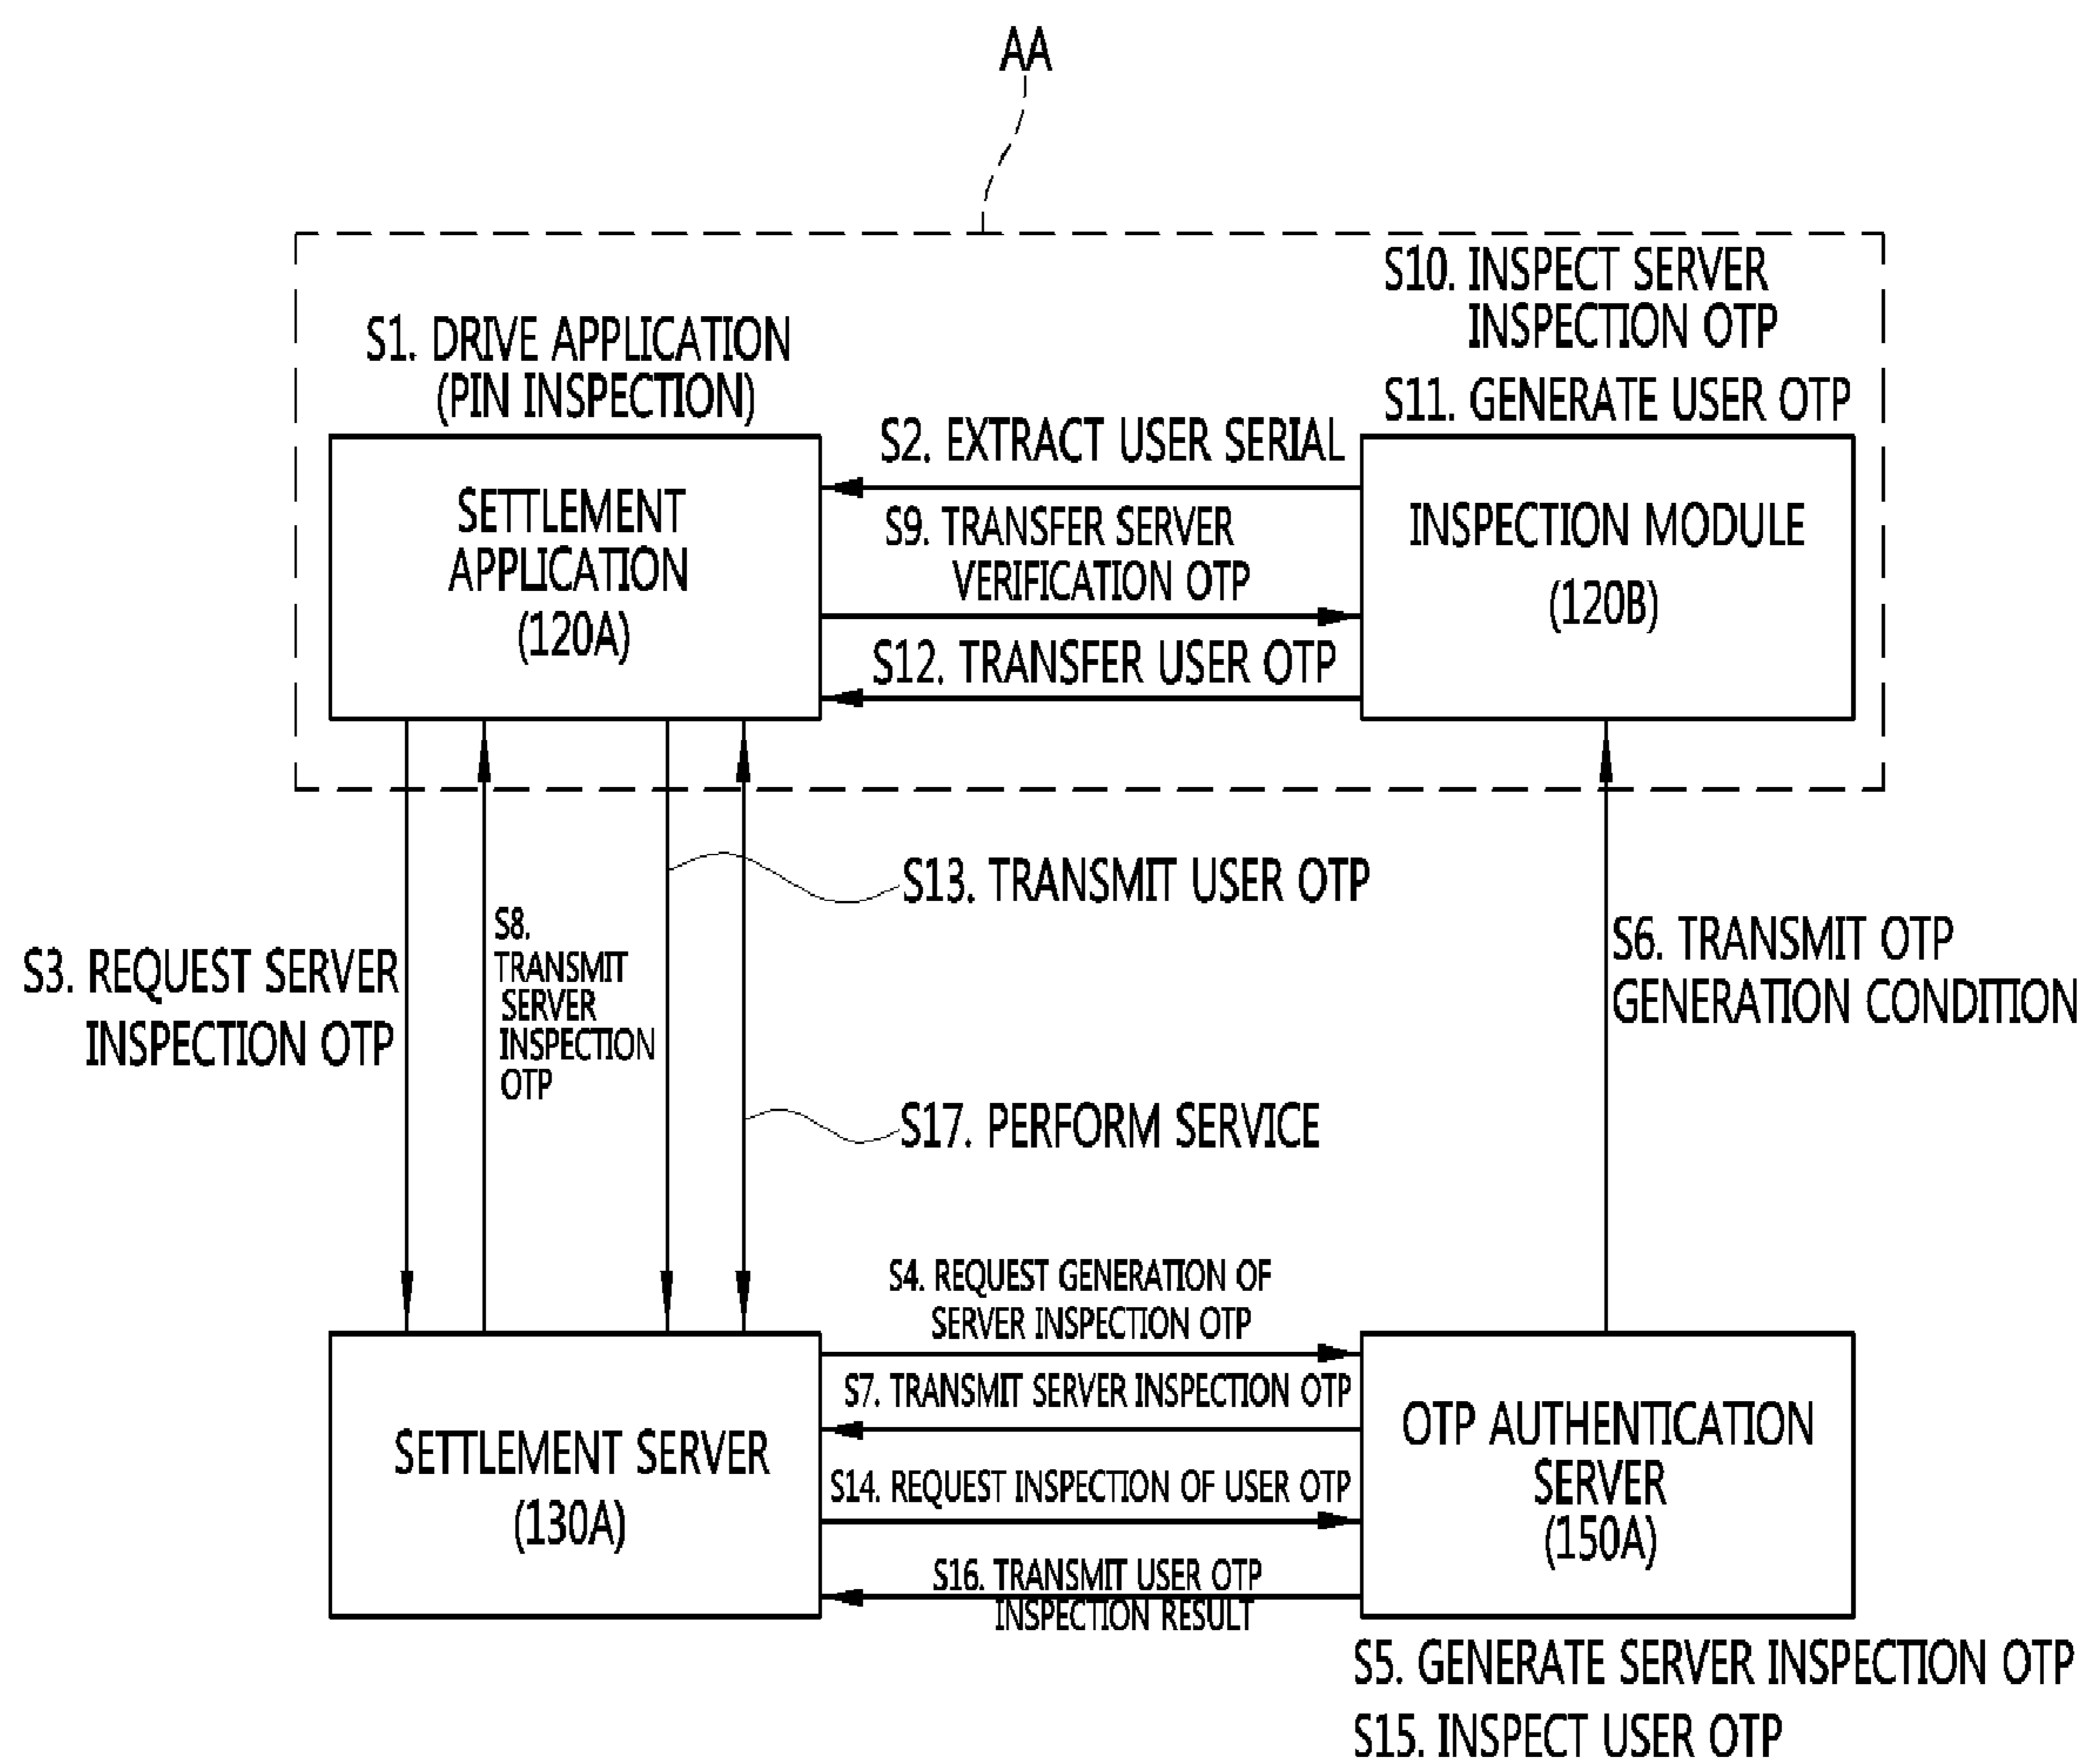 AA
S10. INSPECT SERVER
INSPECTION OTP
S11. GENERATE USER OTP
S1. DRIVE APPLICATION
(PIN INSPECTION)
SETTLEMENT
APPLICATION
(120A)
S2. EXTRACT USER SERIAL
S9. TRANSFER SERVER
VERIFICATION OTP
S12. TRANSFER USER OTP
INSPECTION MODULE
(120B)
S3. REQUEST SERVER
INSPECTION OTP
S8.
TRANSMIT
SERVER
INSPECTION
OTP
S13. TRANSMIT USER OTP
S17. PERFORM SERVICE
S6. TRANSMIT OTP
GENERATION CONDITION
SETTLEMENT SERVER
(130A)
S4. REQUEST GENERATION OF
SERVER INSPECTION OTP
S7. TRANSMIT SERVER INSPECTION OTP
S14. REQUEST INSPECTION OF USER OTP
S16. TRANSMIT USER OTP
INSPECTION RESULT
OTP AUTHENTICATION
SERVER
(150A)
S5. GENERATE SERVER INSPECTION OTP
S15. INSPECT USER OTP